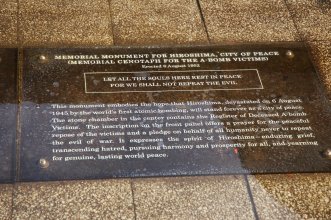 MEMORIAL MONUMENT FOR HIROSHIMA, CITY OF PEACE
(MEMORIAL CENOTAPH FOR THE A-BOMB VICTIMS)
Erected 6 August 1952
LET ALL THE SOULS HERE REST IN PEACE
FOR WE SHALL NOT REPEAT THE EVIL
This monument embodies the hope that Hiroshima, devastated on 6 August
1945 by the world's first atomic bombing, will stand forever as a city of peace.
The stone chamber in the center contains the Register of Deceased A-bomb
Victims. The inscription on the front panel offers a prayer for the peaceful
repose of the victims and a pledge on behalf of all humanity never to repeat
the evil of war. It expresses the spirit of Hiroshima — enduring grief,
transcending hatred, pursuing harmony and prosperity for all, and yearning
for genuine, lasting world peace.